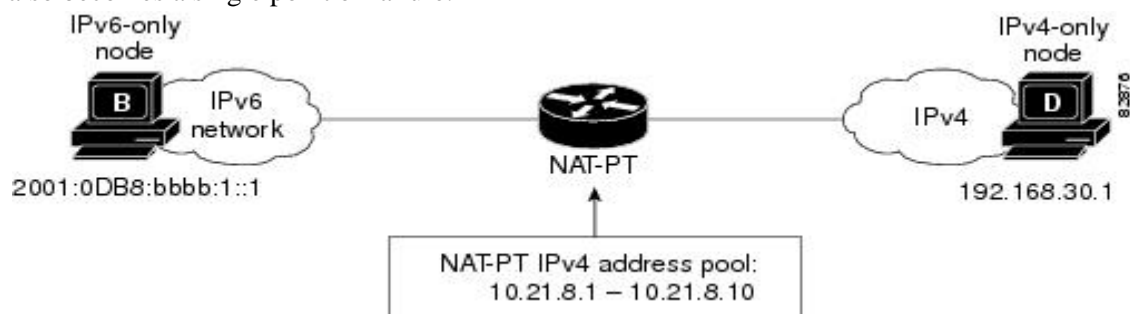 IPv6-only
node
B
IPv6
network
2001:0DB8:bbbb:1::1
NAT-PT
IPv4-only
node
IPv4
D
82876
192.168.30.1
NAT-PT IPv4 address pool:
10.21.8.1 – 10.21.8.10